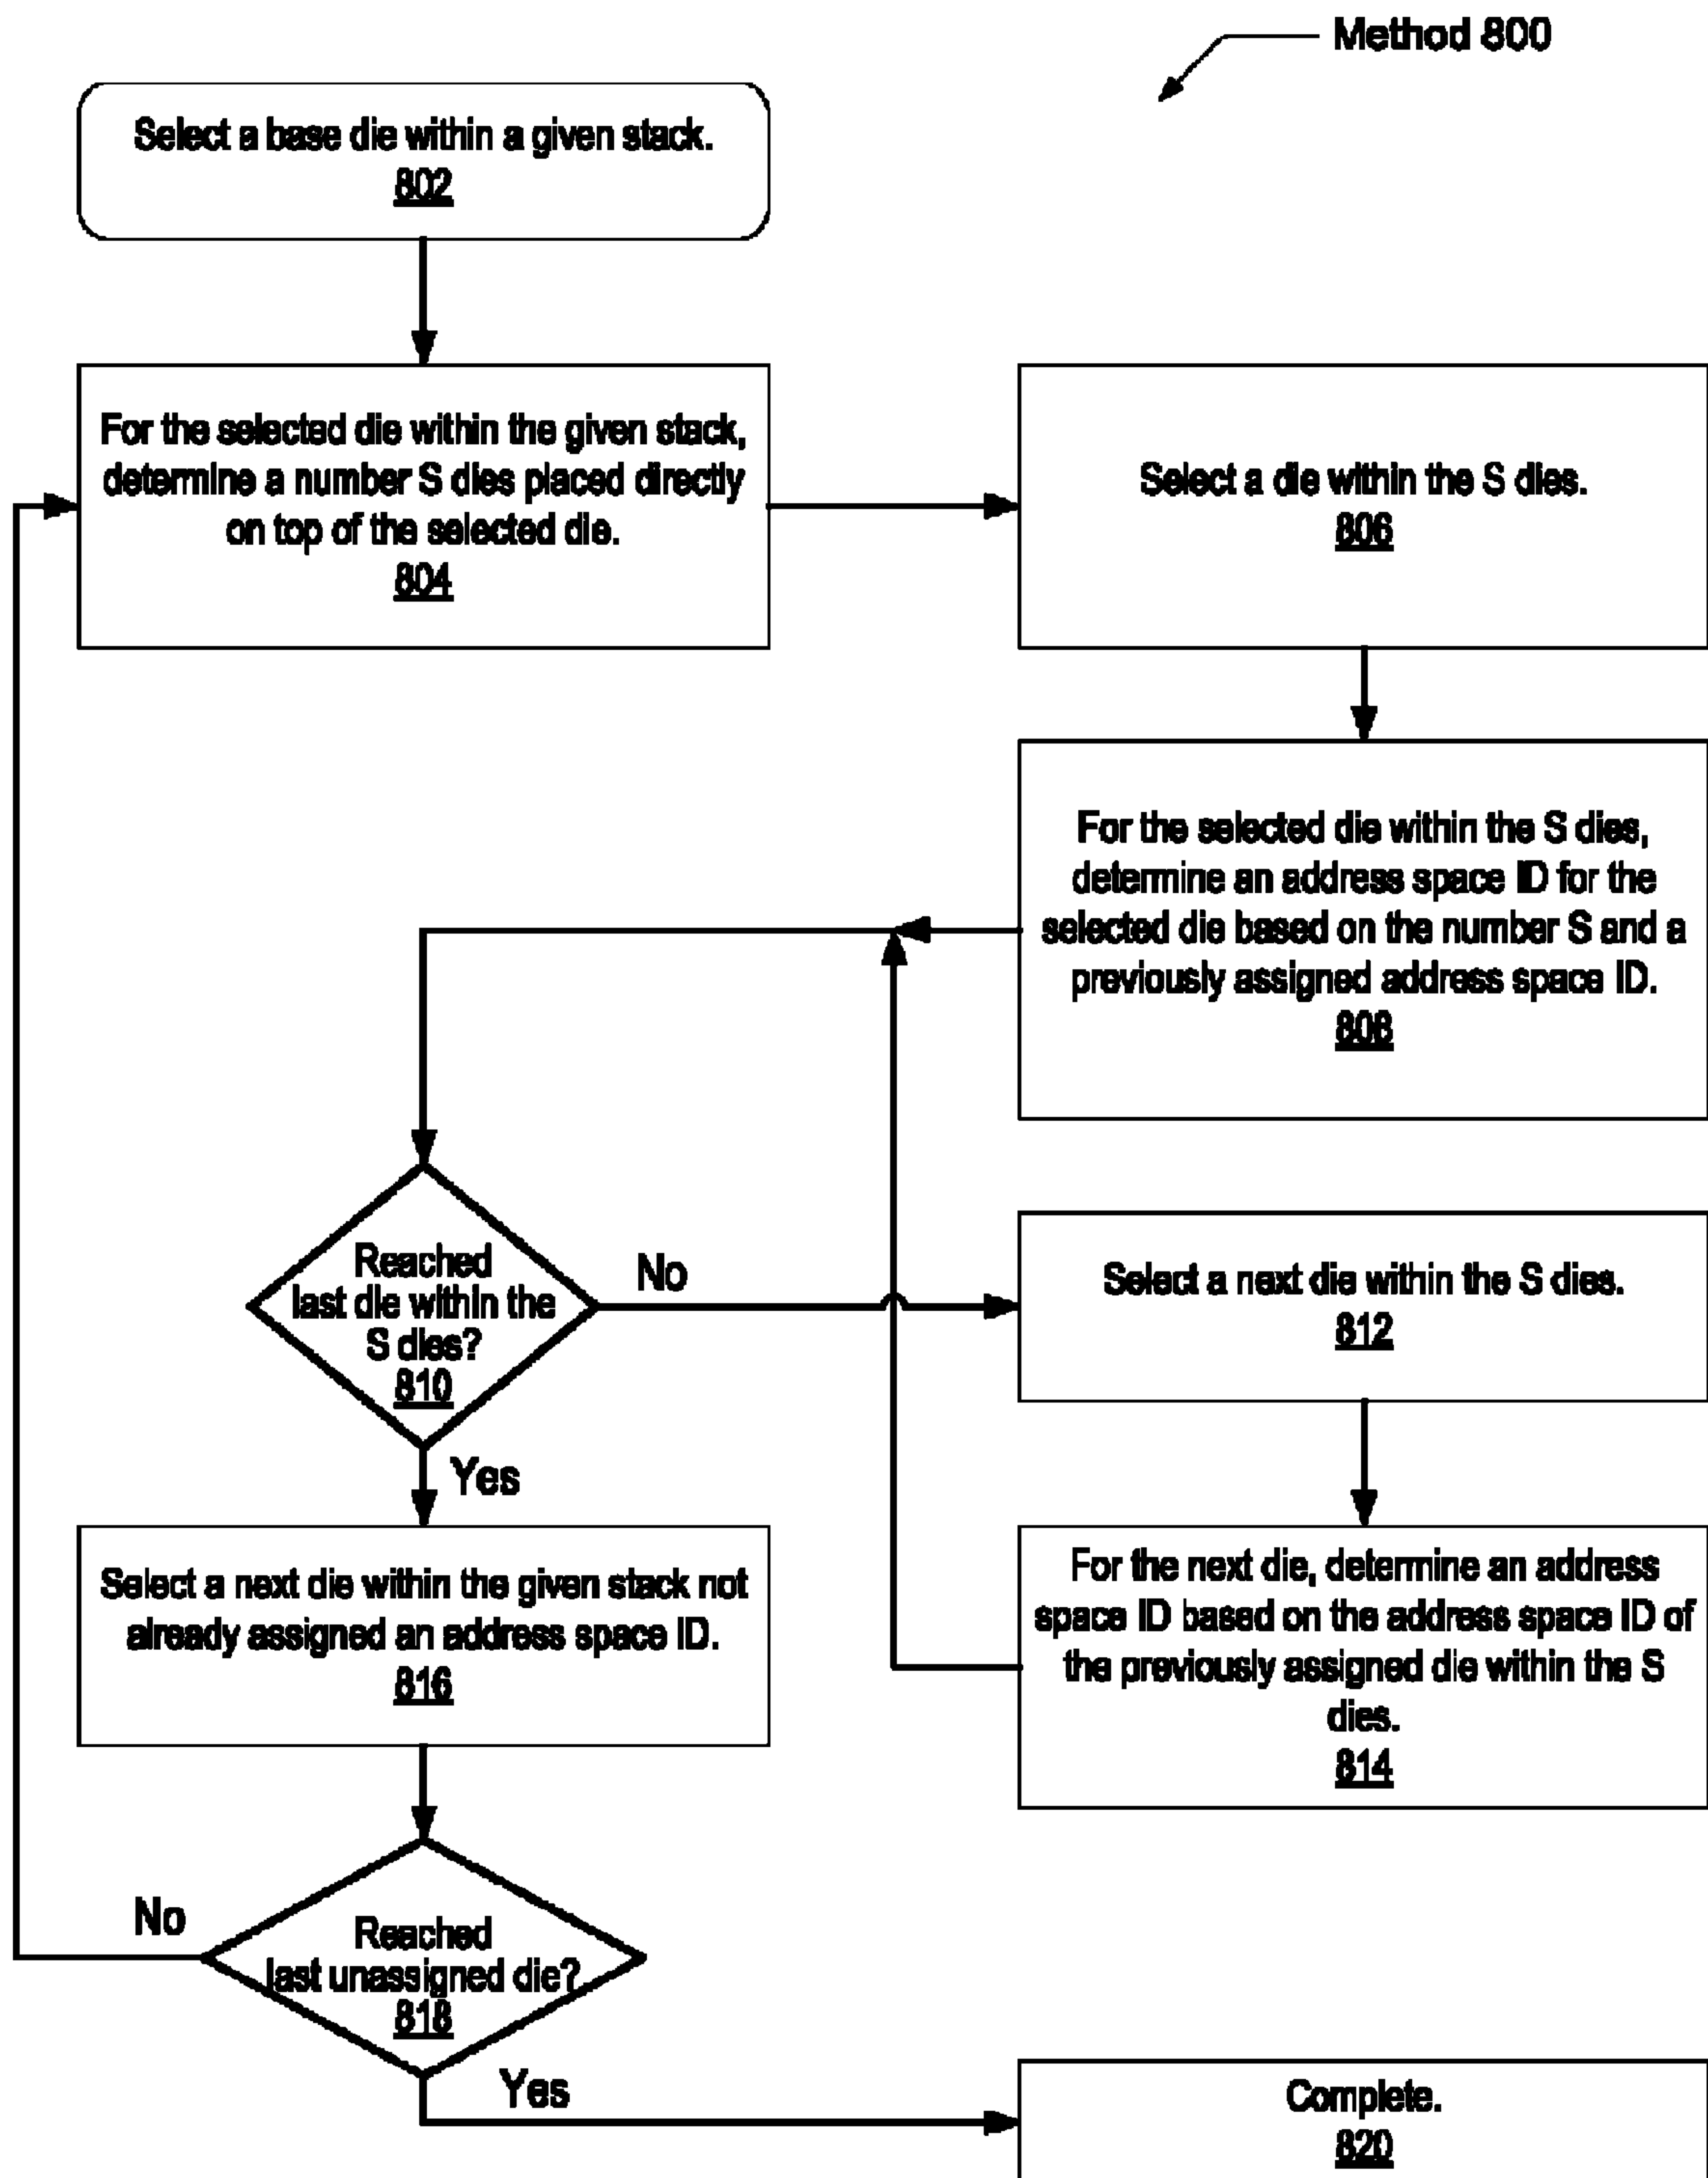 Method 800
Select a base die within a given stack.
802
For the selected die within the given stack,
determine a number S dies placed directly
on top of the selected die.
804
Select a die within the S dies.
806
For the selected die within the S dies,
determine an address space ID for the
selected die based on the number S and a
previously assigned address space ID.
808
Reached
last die within the
S dies?
810
No
Yes
Select a next die within the S dies.
812
For the next die, determine an address
space ID based on the address space ID of
the previously assigned die within the S
dies.
814
Select a next die within the given stack not
already assigned an address space ID.
816
Reached
last unassigned die?
818
No
Yes
Complete.
820